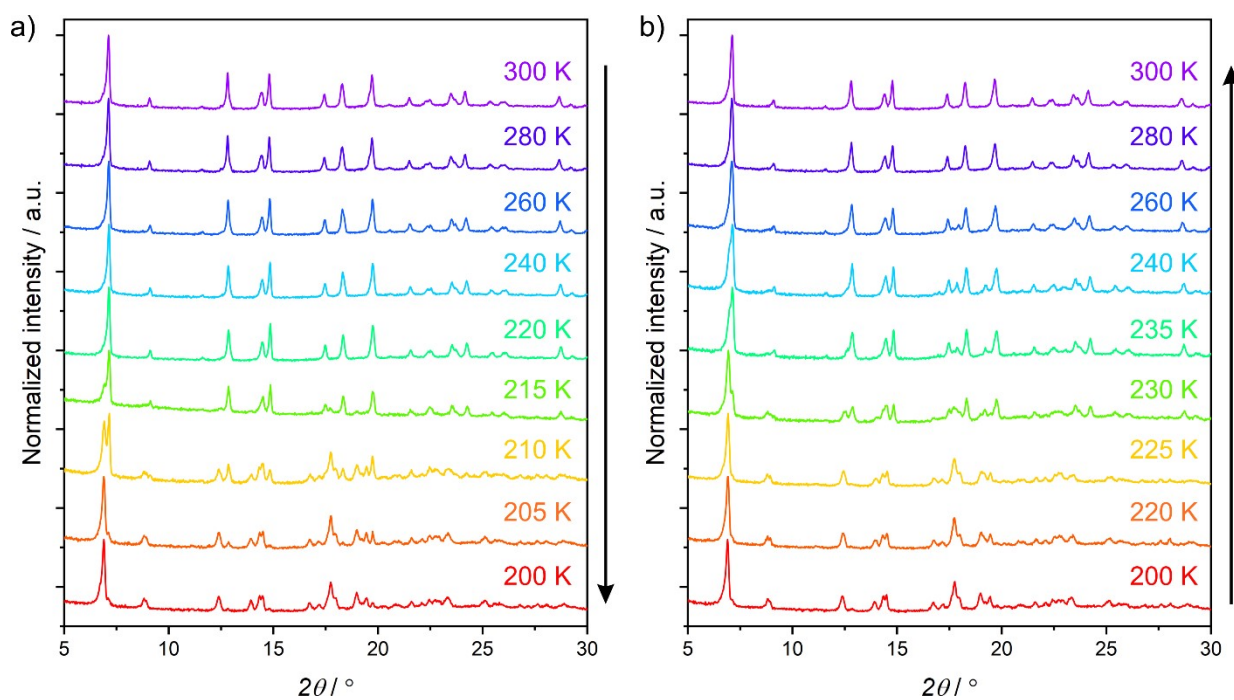 a)
Normalized intensity / a.u.
300 K
280 K
260 K
240 K
220 K
215 K
210 K
205 K
200 K
5 10 15 20 25 30
2θ / °
b)
Normalized intensity / a.u.
300 K
280 K
260 K
240 K
235 K
230 K
225 K
220 K
200 K
5 10 15 20 25 30
2θ / °